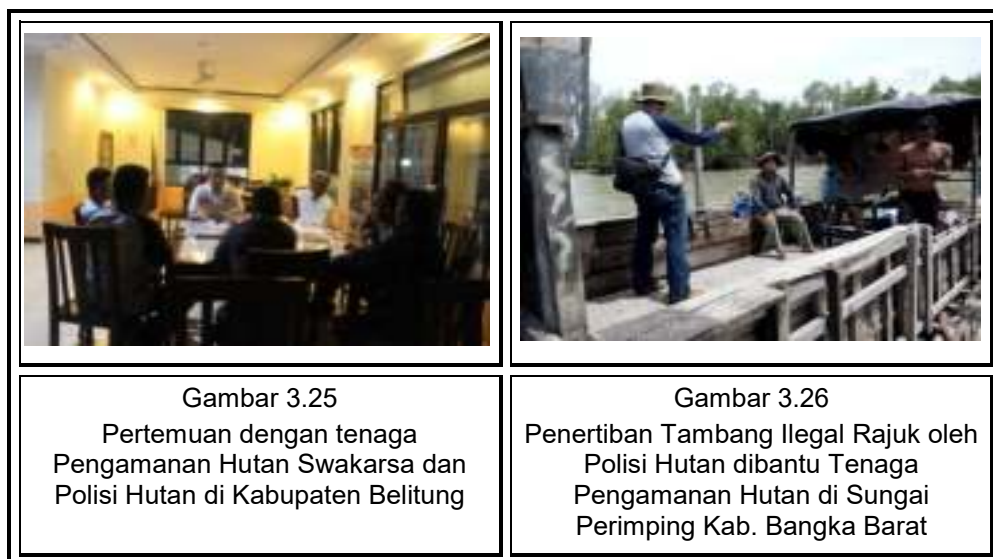 Gambar 3.25
Pertemuan dengan tenaga
Pengamanan Hutan Swakarsa dan
Polisi Hutan di Kabupaten Belitung
Gambar 3.26
Penertiban Tambang Ilegal Rajuk oleh
Polisi Hutan dibantu Tenaga
Pengamanan Hutan di Sungai
Perimping Kab. Bangka Barat